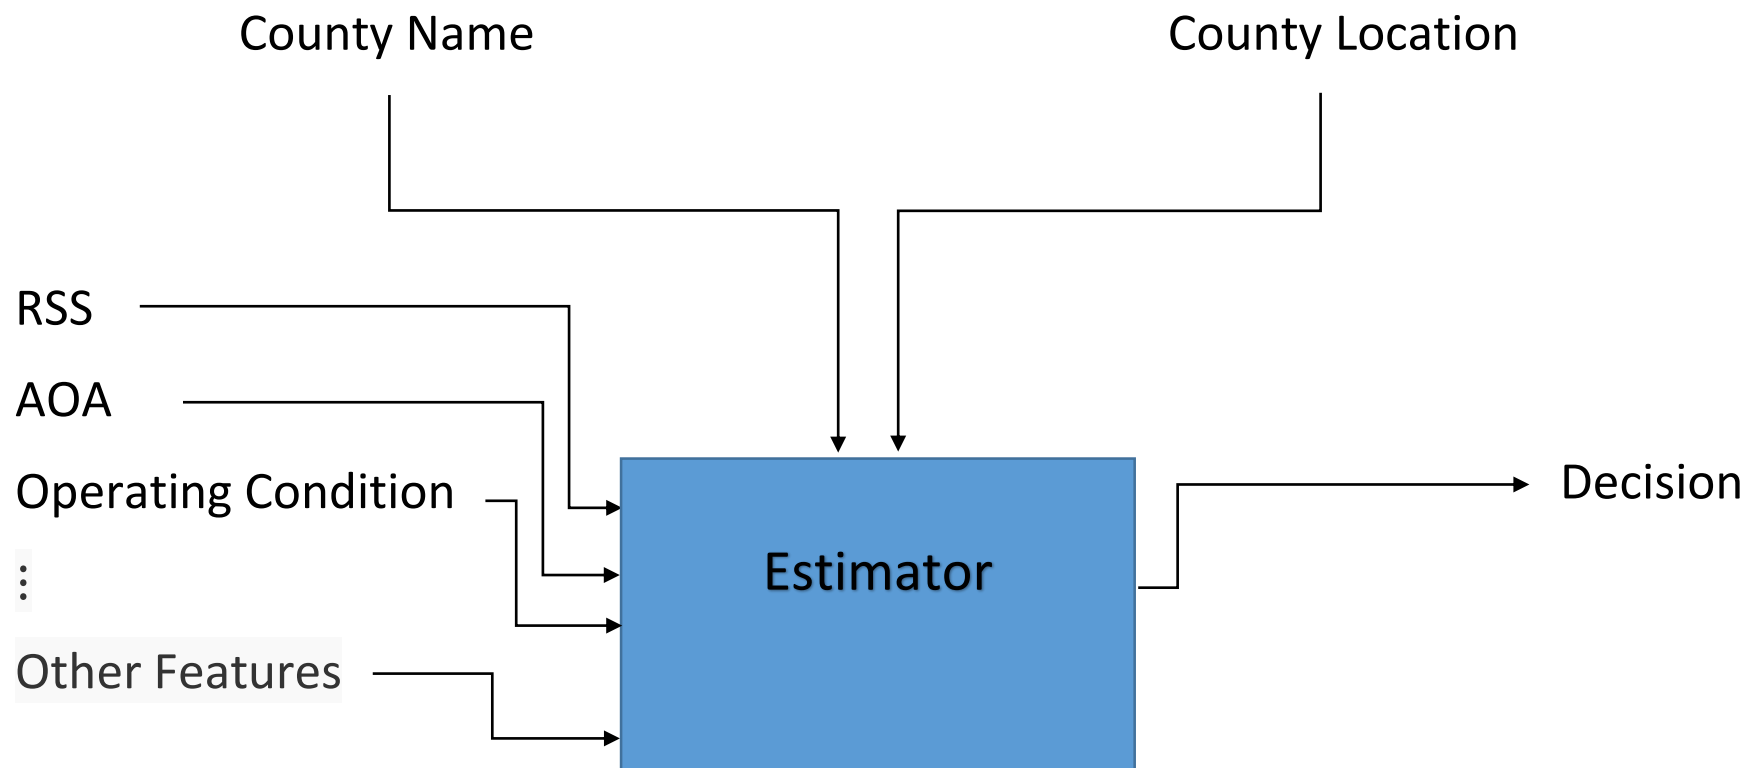 County Name
County Location
RSS
AOA
Operating Condition
⋮
Other Features
Estimator
Decision